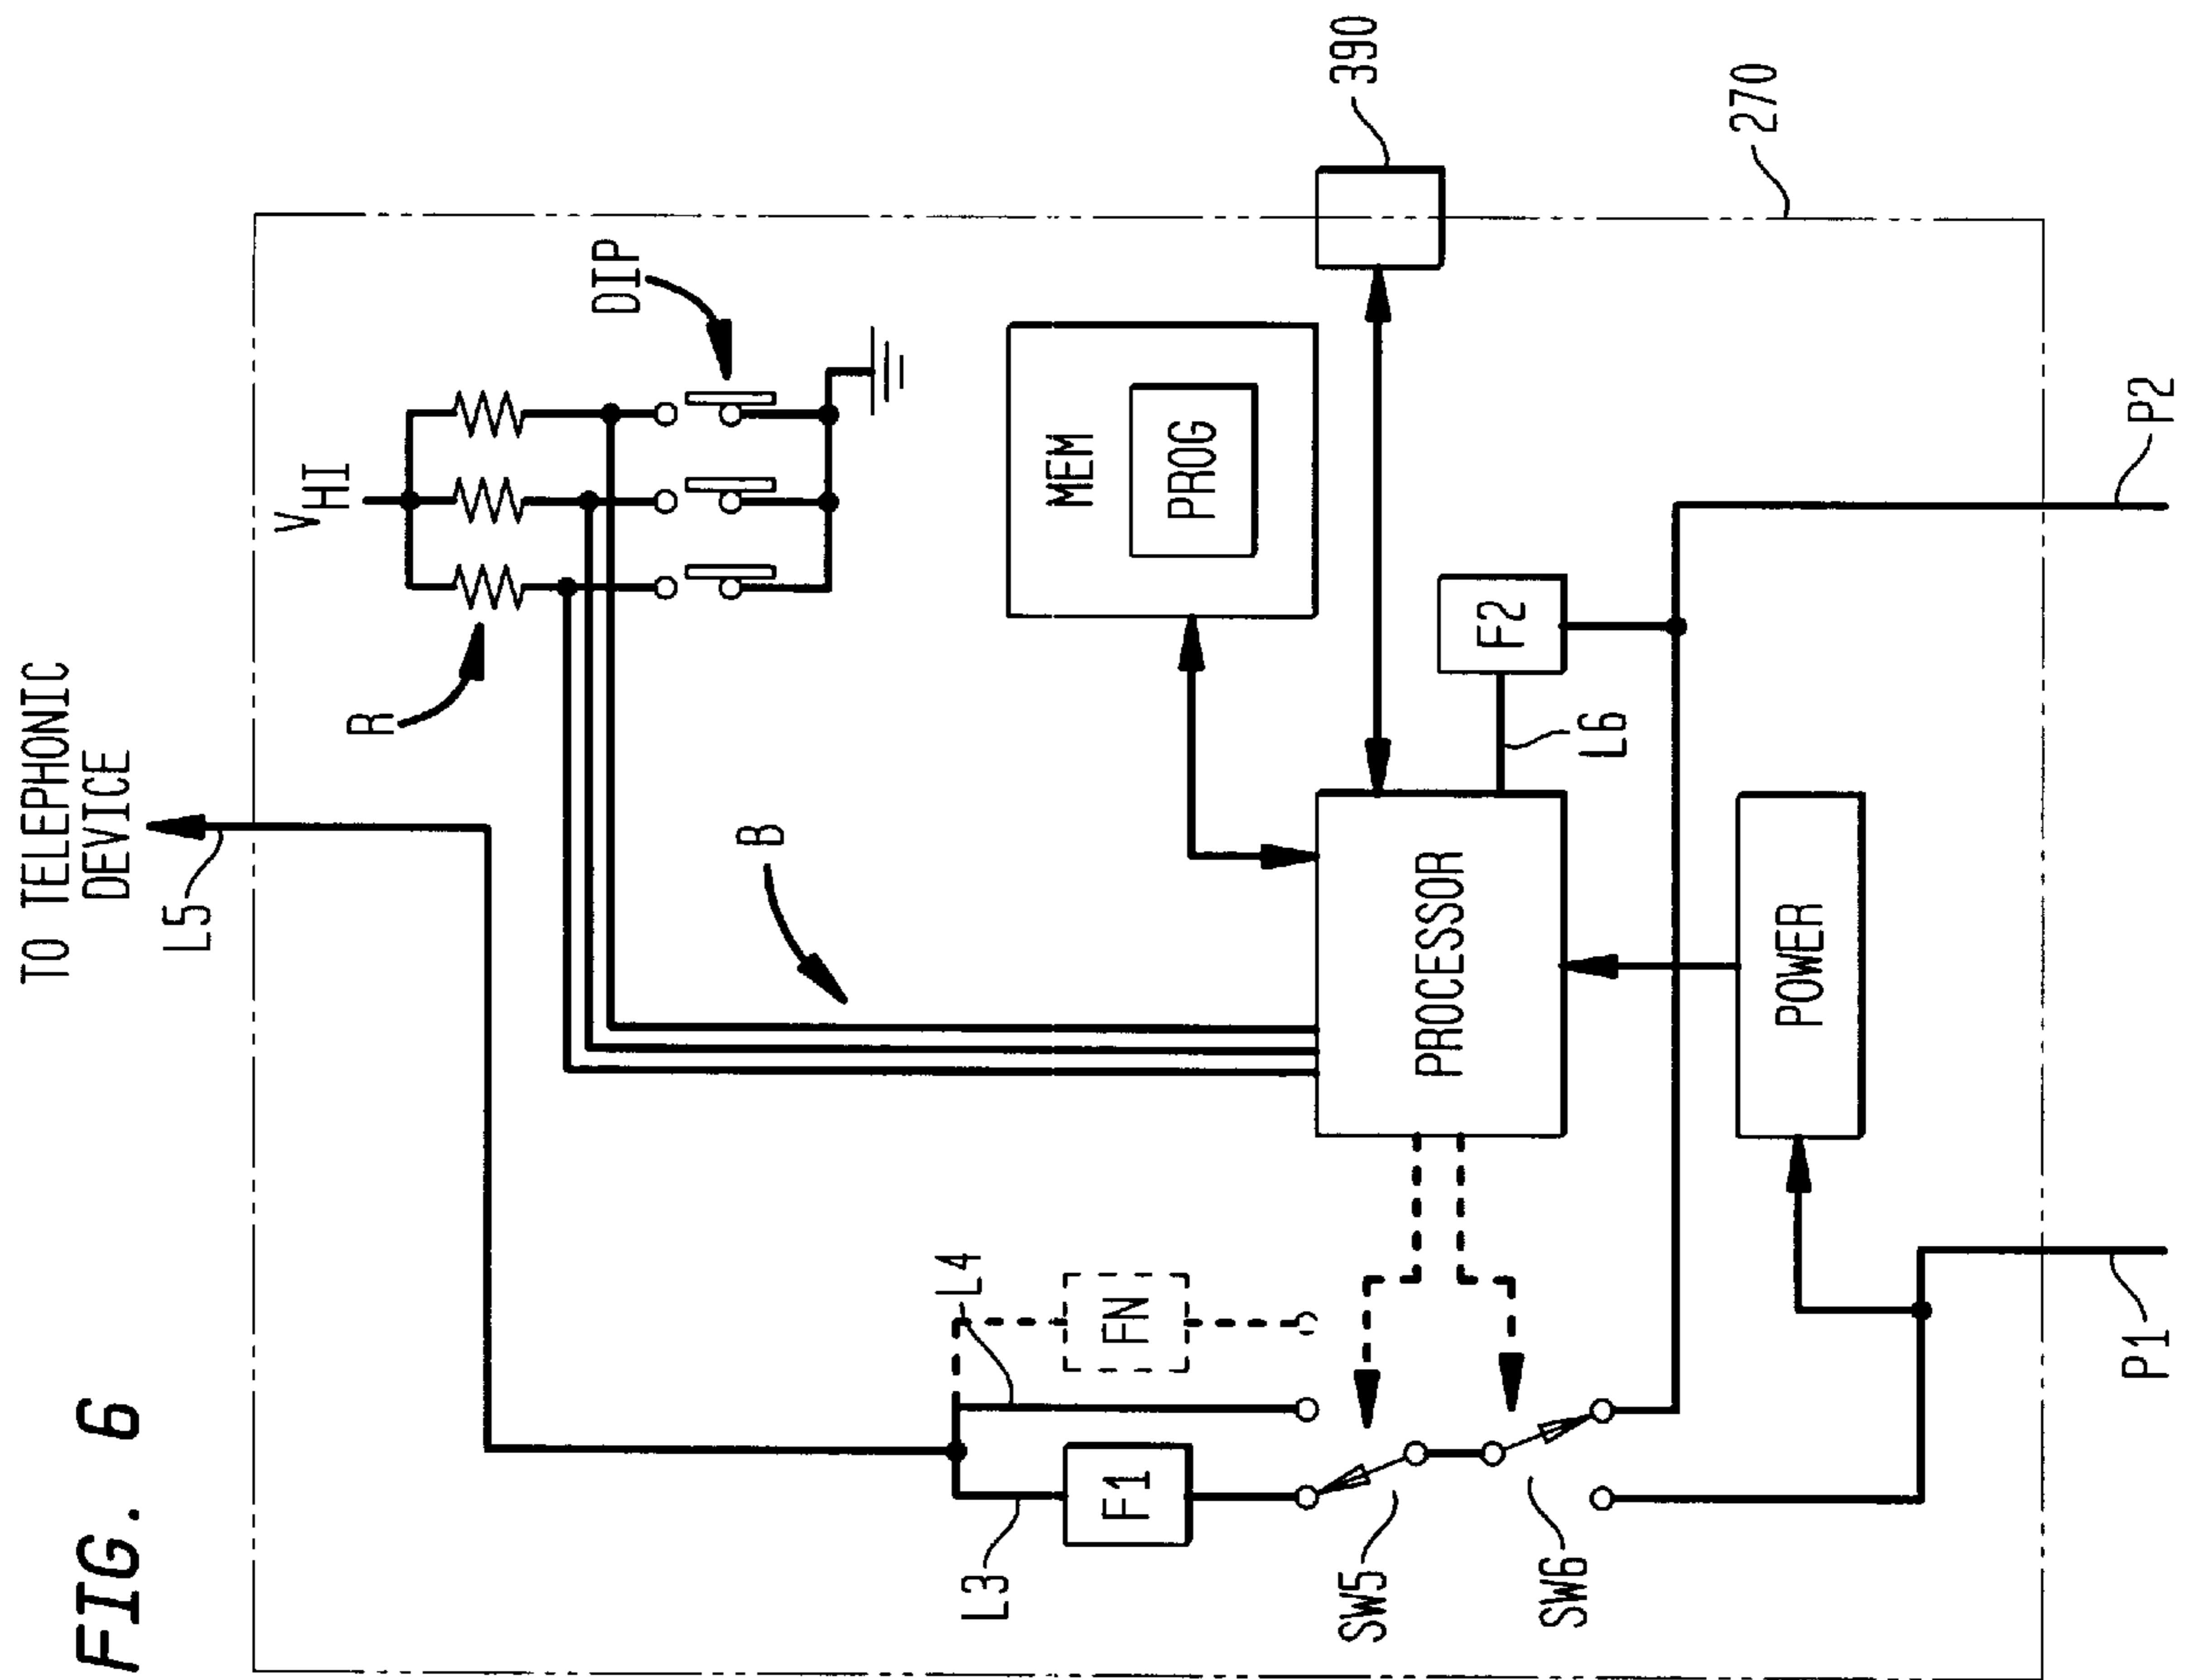 FIG. 6
TO TELEPHONIC
DEVICE
L5
R
VHI
DIP
B
L3
L4
F1
FN
SW5
SW6
PROCESSOR
MEM
PROG
390
F2
L6
POWER
270
P1
P2